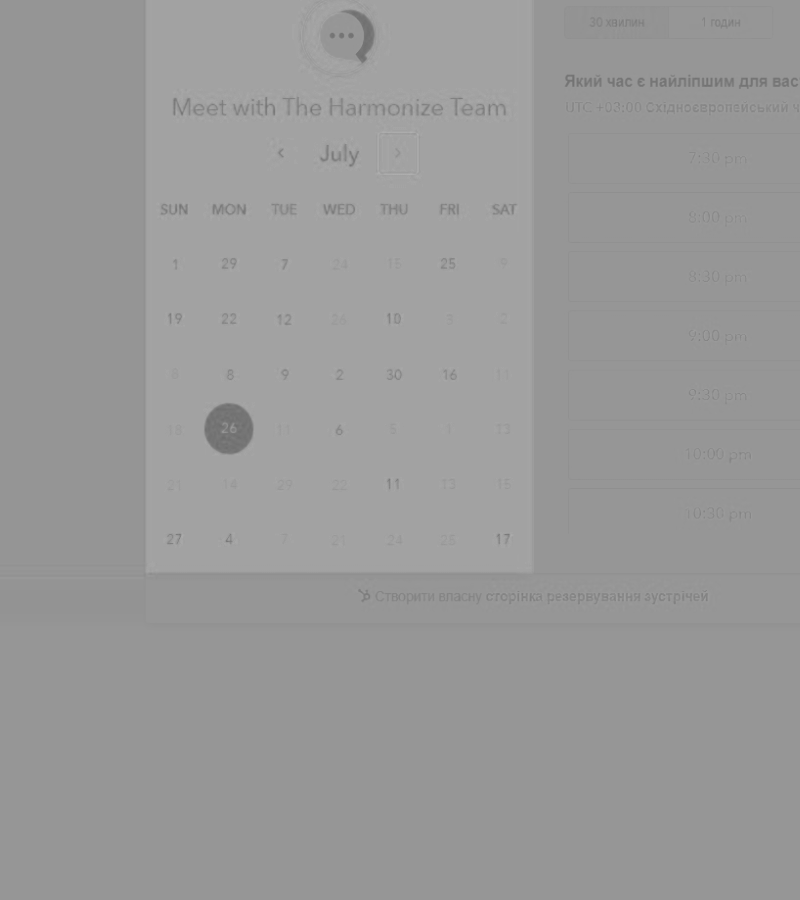 Meet with The Harmonize Team
July
SUN MON TUE WED THU FRI SAT
1 29 7 24 15 25 9
19 22 12 26 10 3 2
8 8 9 2 30 16 11
18 26 11 6 5 1 13
21 14 29 22 11 13 15
27 4 7 21 24 28 17
30 хвилин 1 годин
Який час є найліпшим для вас
UTC +03:00 Східноєвропейський ч
7:30 pm
8:00 pm
8:30 pm
9:00 pm
9:30 pm
10:00 pm
10:30 pm
Створити власну сторінка резервування зустрічей